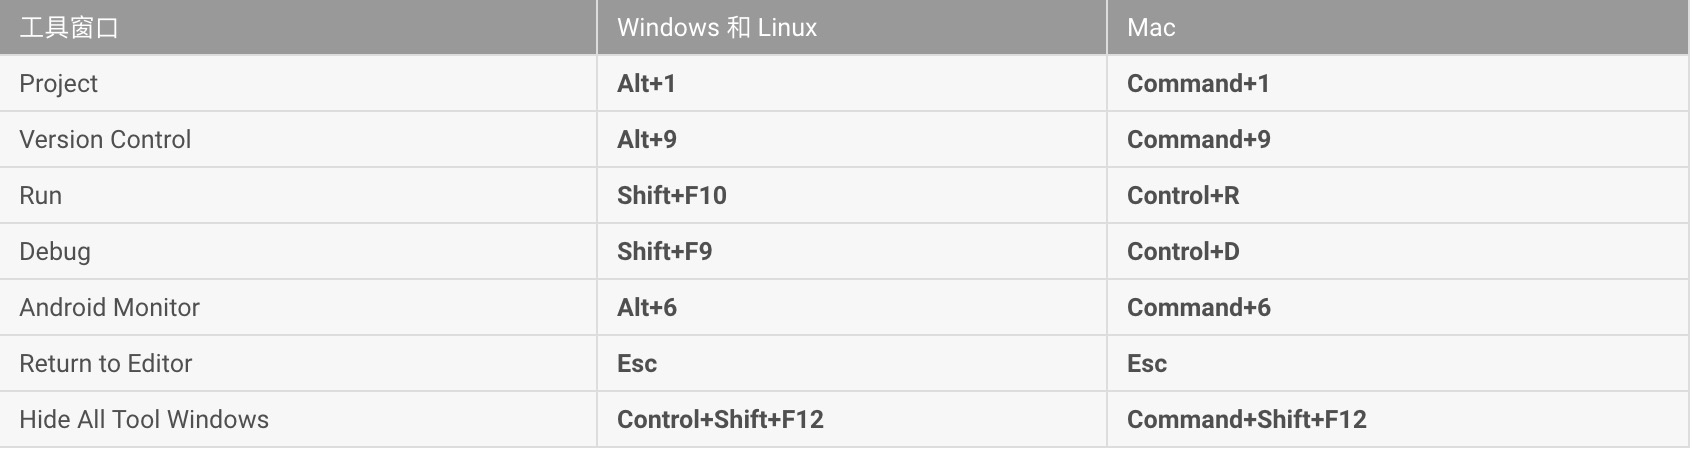 工具窗口 Windows 和 Linux Mac
Project Alt+1 Command+1
Version Control Alt+9 Command+9
Run Shift+F10 Control+R
Debug Shift+F9 Control+D
Android Monitor Alt+6 Command+6
Return to Editor Esc Esc
Hide All Tool Windows Control+Shift+F12 Command+Shift+F12